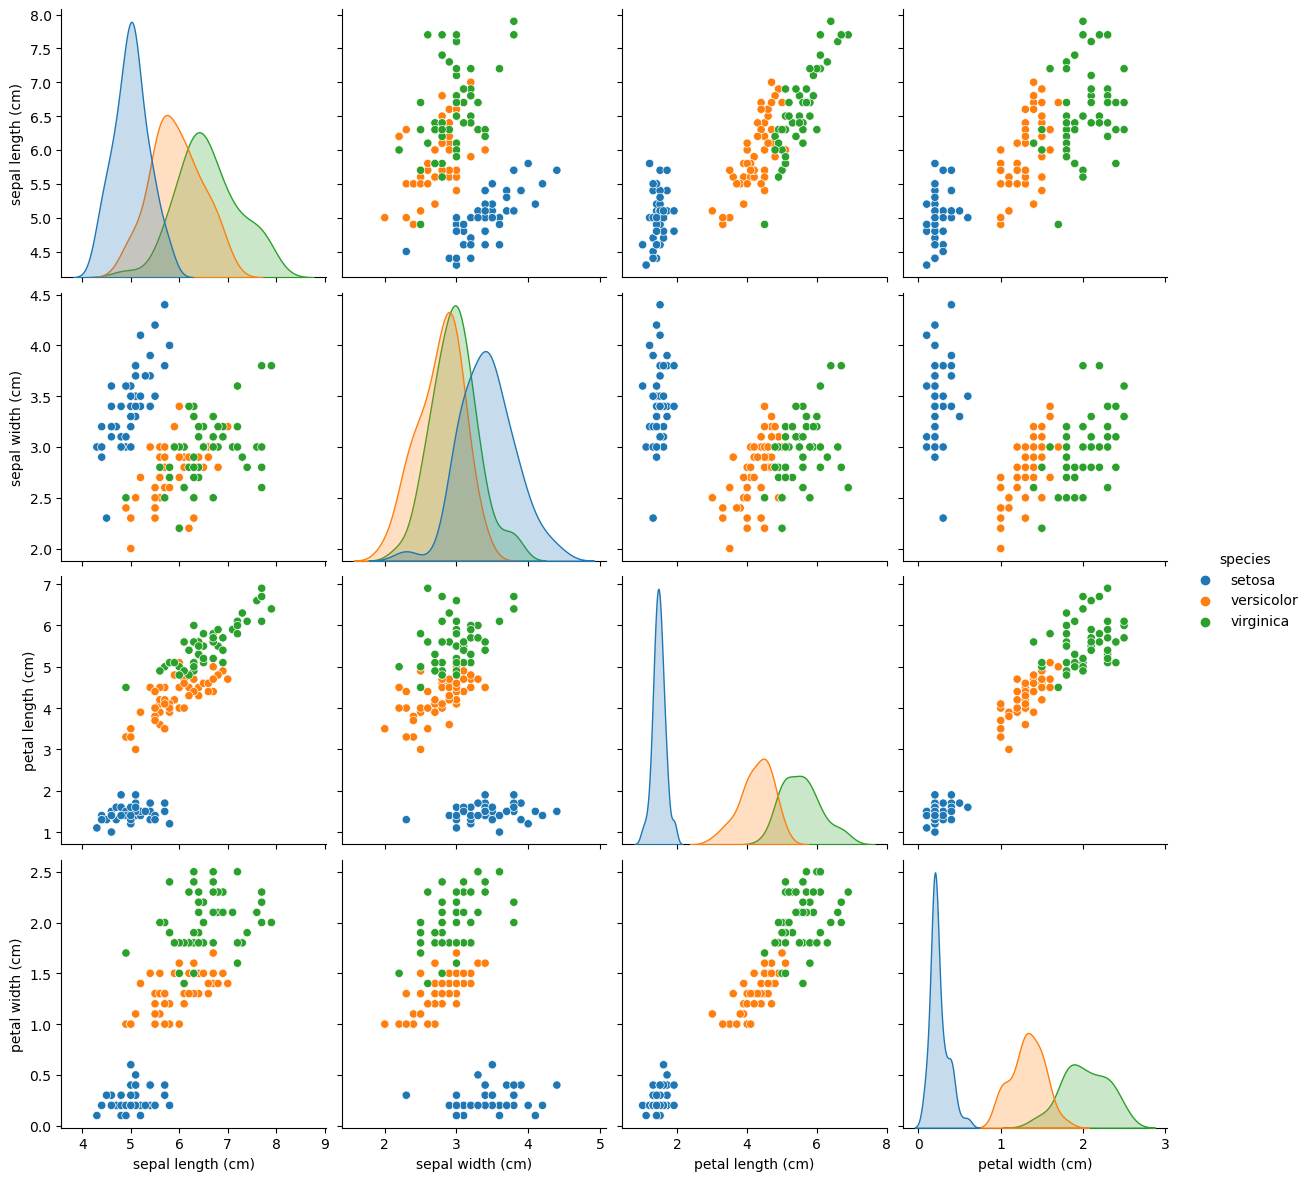 8.0
7.5
7.0
6.5
6.0
5.5
5.0
4.5
sepal length (cm)
4.5
4.0
3.5
3.0
2.5
2.0
sepal width (cm)
species
setosa
versicolor
virginica
7
6
5
4
3
2
1
petal length (cm)
2.5
2.0
1.5
1.0
0.5
0.0
petal width (cm)
4 5 6 7 8 9
2 3 4 5
2 4 6 8
0 1 2 3
sepal length (cm)
sepal width (cm)
petal length (cm)
petal width (cm)